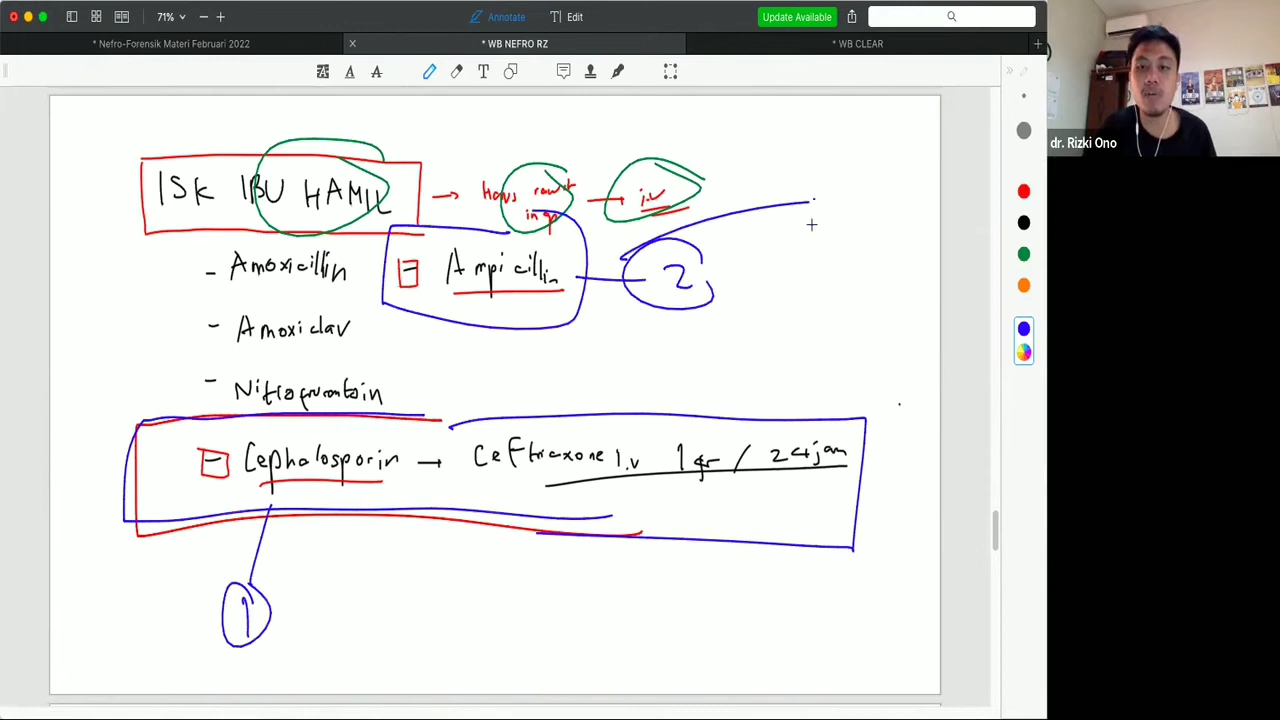 71%
Annotate
Edit
Update Available
* Nefro-Forensik Materi Februari 2022
* WB NEFRO RZ
* WB CLEAR
dr. Rizki Ono
ISK IBU HAMIL → Harus rawat inap → i.v
- Amoxicillin
- Ampicillin 2
- Amoxiclav
- Nitrofurantoin
- Cephalosporin → Ceftriaxone i.v 1 gr / 24 jam
1